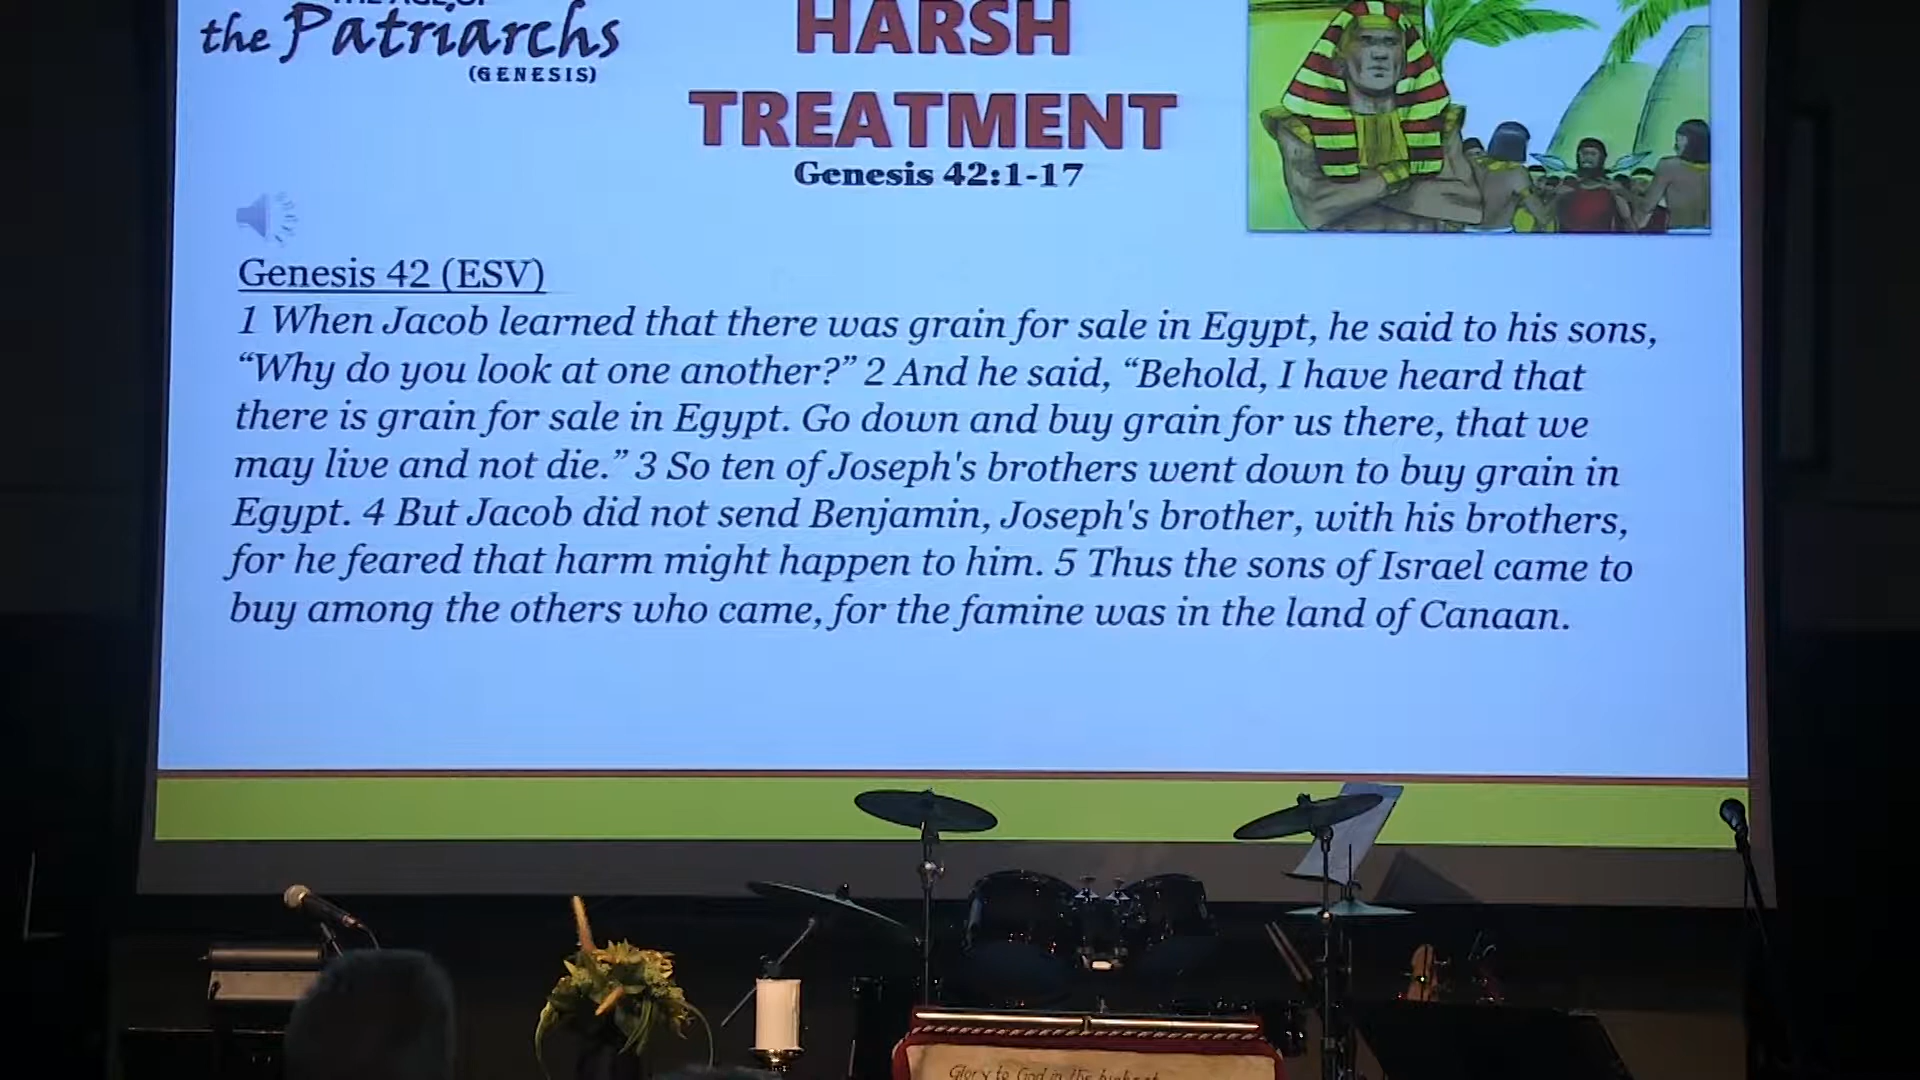 THE AGE OF
the Patriarchs
(GENESIS)
HARSH
TREATMENT
Genesis 42:1-17
Genesis 42 (ESV)
1 When Jacob learned that there was grain for sale in Egypt, he said to his sons,
“Why do you look at one another?” 2 And he said, “Behold, I have heard that
there is grain for sale in Egypt. Go down and buy grain for us there, that we
may live and not die.” 3 So ten of Joseph's brothers went down to buy grain in
Egypt. 4 But Jacob did not send Benjamin, Joseph's brother, with his brothers,
for he feared that harm might happen to him. 5 Thus the sons of Israel came to
buy among the others who came, for the famine was in the land of Canaan.
Glory to God in the highest